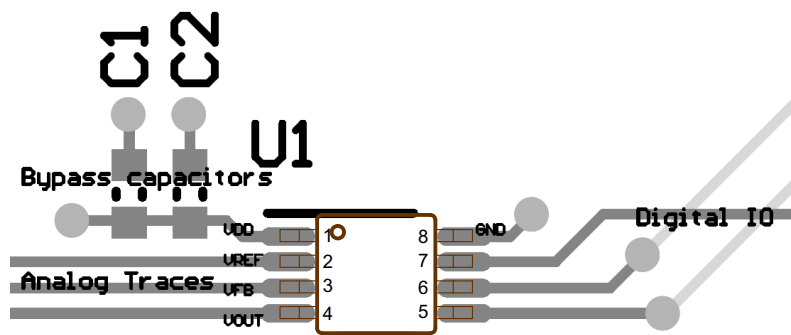 C1 C2
U1
Bypass capacitors
VDD 1 8 GND
Digital IO
VREF 2 7
Analog Traces
VFB 3 6
VOUT 4 5